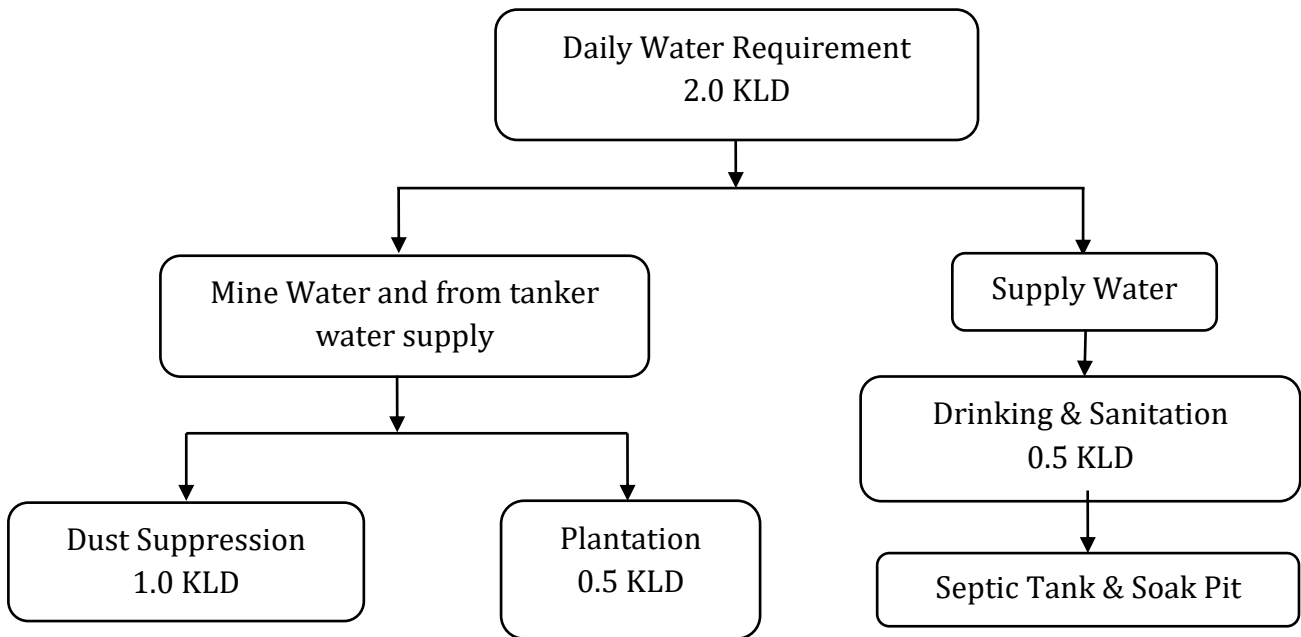 Daily Water Requirement
2.0 KLD
Mine Water and from tanker
water supply
Supply Water
Drinking & Sanitation
0.5 KLD
Dust Suppression
1.0 KLD
Plantation
0.5 KLD
Septic Tank & Soak Pit